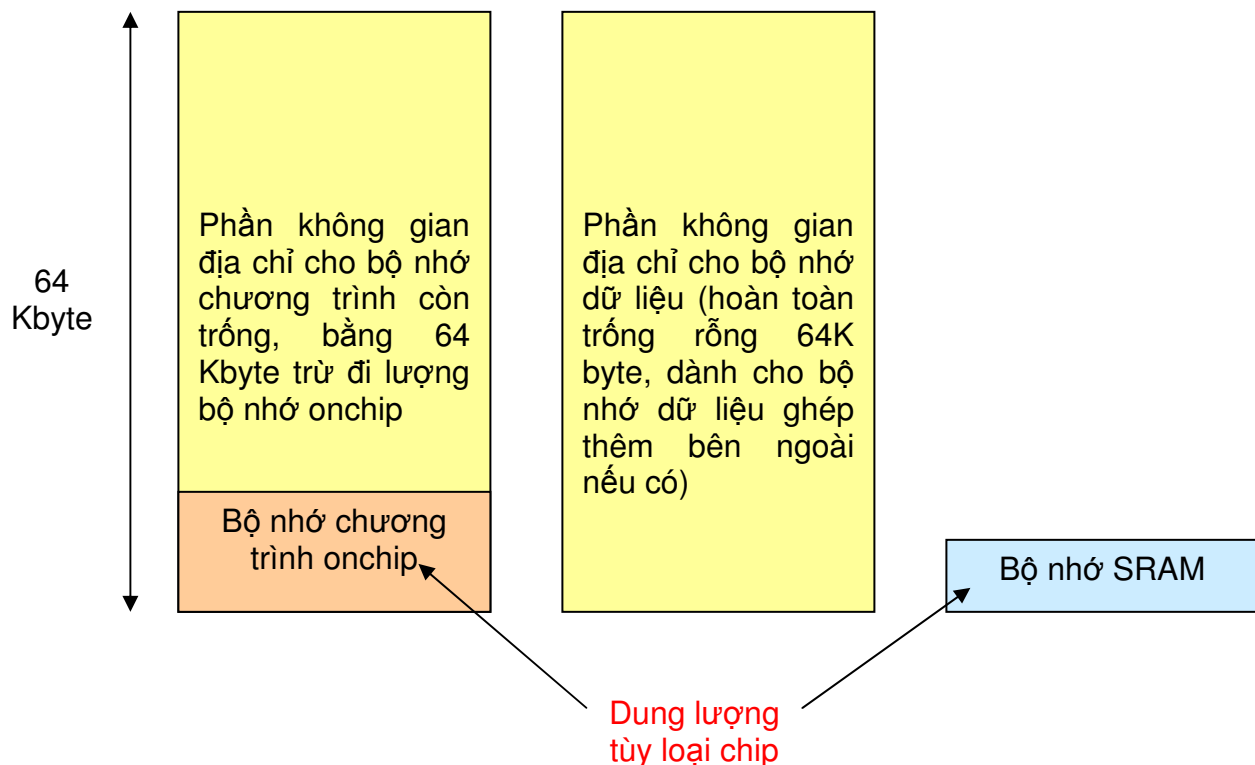 64
Kbyte
Phần không gian
địa chỉ cho bộ nhớ
chương trình còn
trống, bằng 64
Kbyte trừ đi lượng
bộ nhớ onchip
Bộ nhớ chương
trình onchip
Phần không gian
địa chỉ cho bộ nhớ
dữ liệu (hoàn toàn
trống rỗng 64K
byte, dành cho bộ
nhớ dữ liệu ghép
thêm bên ngoài
nếu có)
Bộ nhớ SRAM
Dung lượng
tùy loại chip